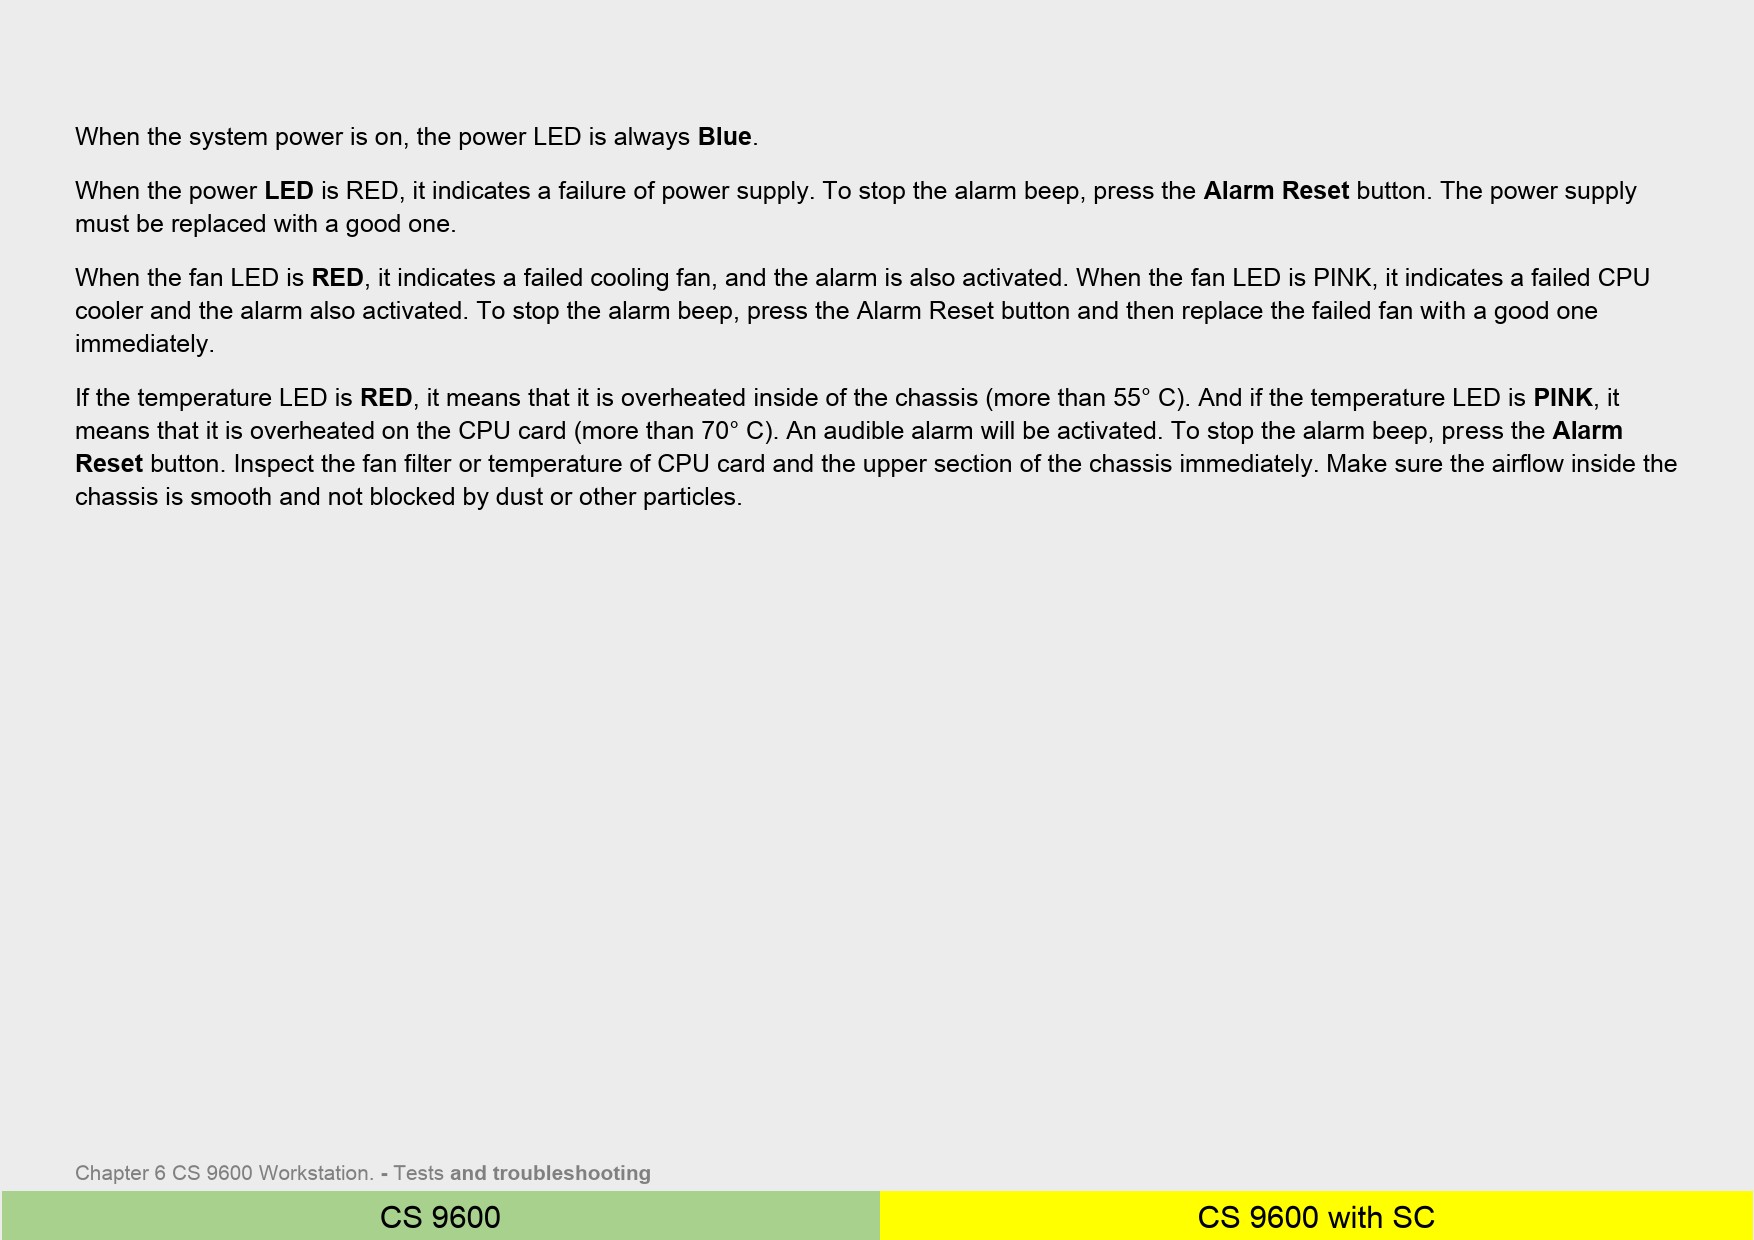 When the system power is on, the power LED is always Blue.
When the power LED is RED, it indicates a failure of power supply. To stop the alarm beep, press the Alarm Reset button. The power supply
must be replaced with a good one.
When the fan LED is RED, it indicates a failed cooling fan, and the alarm is also activated. When the fan LED is PINK, it indicates a failed CPU
cooler and the alarm also activated. To stop the alarm beep, press the Alarm Reset button and then replace the failed fan with a good one
immediately.
If the temperature LED is RED, it means that it is overheated inside of the chassis (more than 55° C). And if the temperature LED is PINK, it
means that it is overheated on the CPU card (more than 70° C). An audible alarm will be activated. To stop the alarm beep, press the Alarm
Reset button. Inspect the fan filter or temperature of CPU card and the upper section of the chassis immediately. Make sure the airflow inside the
chassis is smooth and not blocked by dust or other particles.
Chapter 6 CS 9600 Workstation. - Tests and troubleshooting
CS 9600
CS 9600 with SC